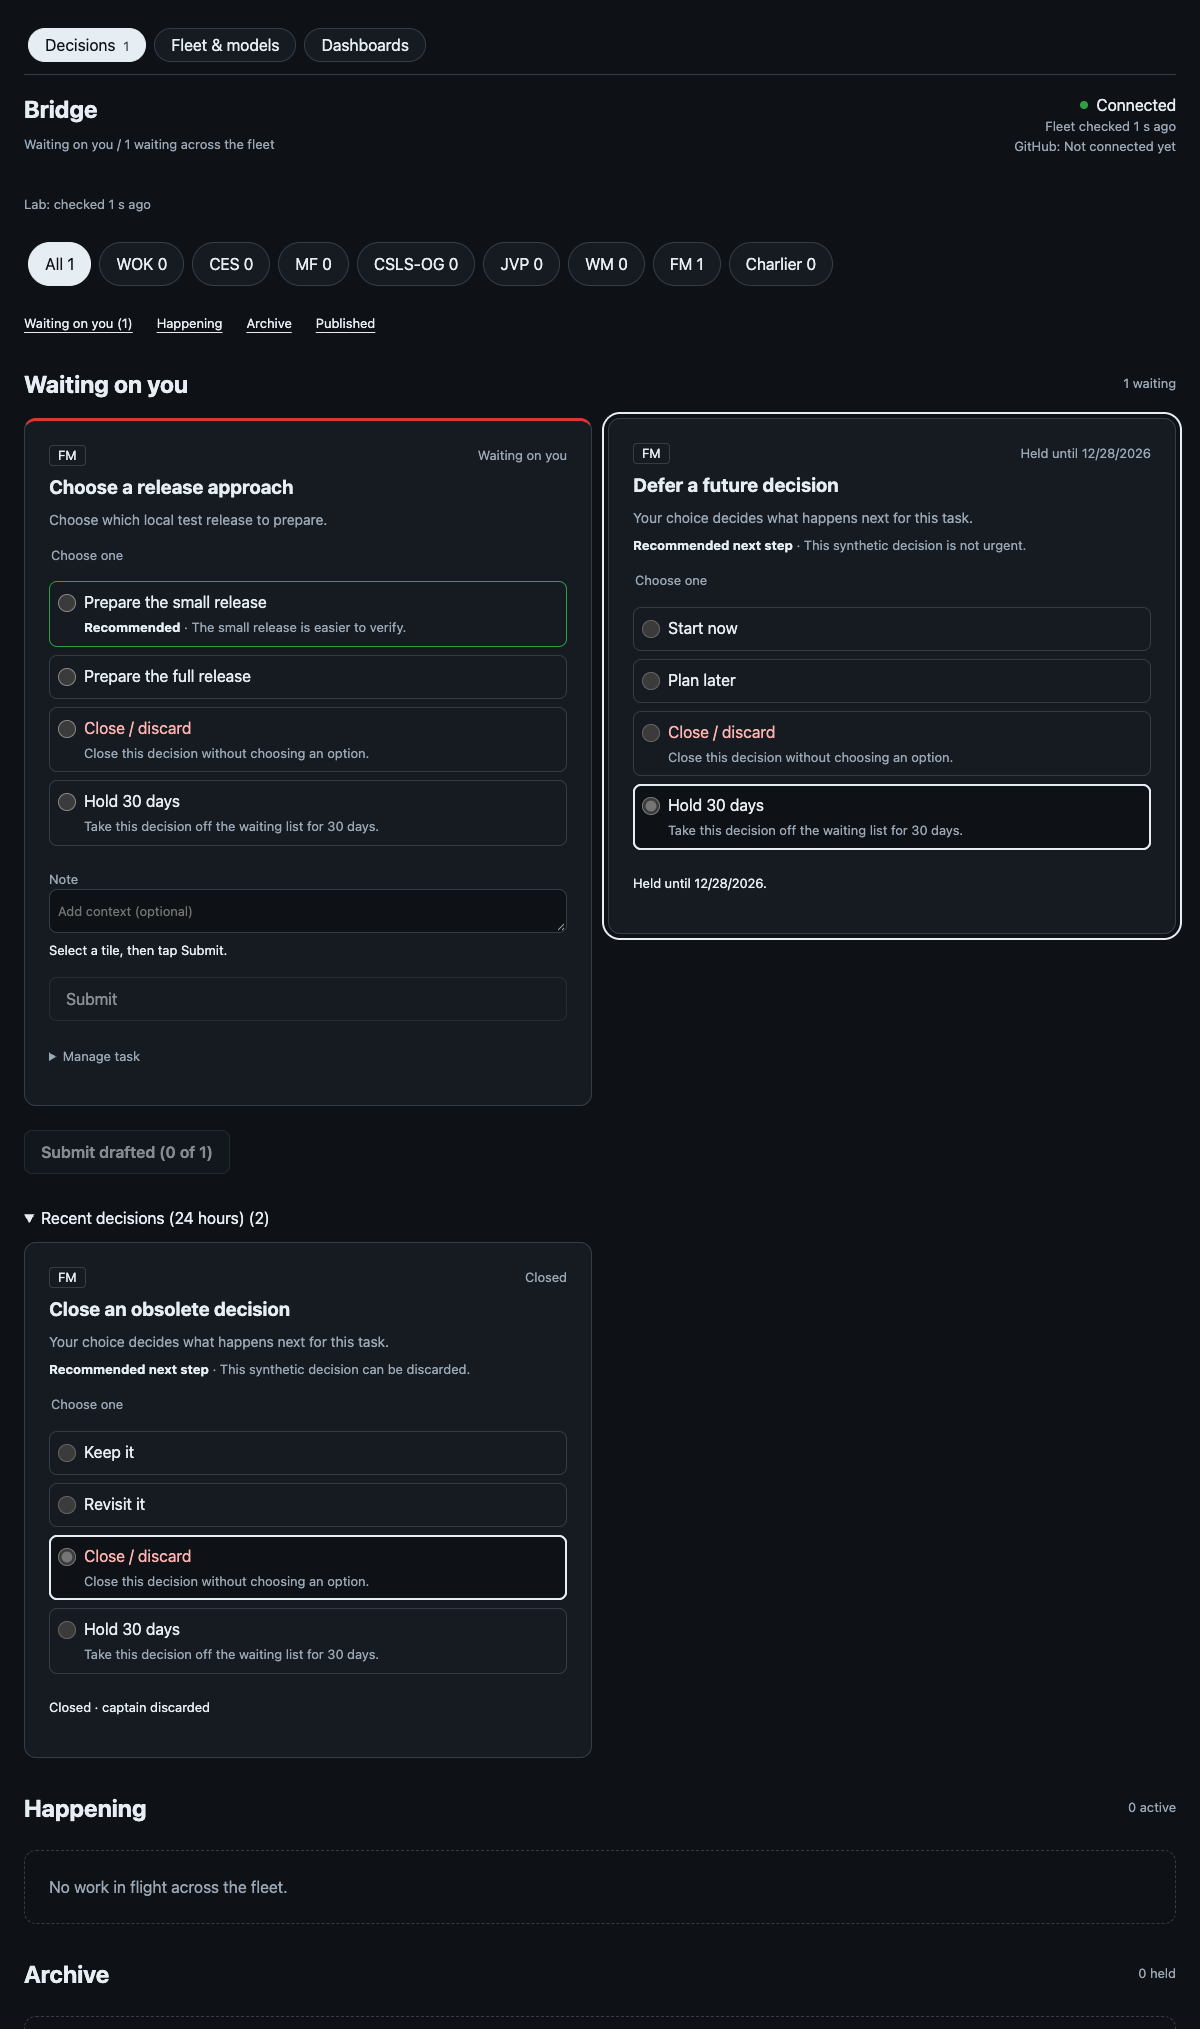 Decisions 1
Fleet & models
Dashboards
Bridge
Connected
Waiting on you / 1 waiting across the fleet
Fleet checked 1 s ago
GitHub: Not connected yet
Lab: checked 1 s ago
All 1
WOK 0
CES 0
MF 0
CSLS-OG 0
JVP 0
WM 0
FM 1
Charlier 0
Waiting on you (1)
Happening
Archive
Published
Waiting on you
1 waiting
FM
Waiting on you
Choose a release approach
Choose which local test release to prepare.
Choose one
Prepare the small release
Recommended · The small release is easier to verify.
Prepare the full release
Close / discard
Close this decision without choosing an option.
Hold 30 days
Take this decision off the waiting list for 30 days.
Note
Add context (optional)
Select a tile, then tap Submit.
Submit
Manage task
FM
Held until 12/28/2026
Defer a future decision
Your choice decides what happens next for this task.
Recommended next step · This synthetic decision is not urgent.
Choose one
Start now
Plan later
Close / discard
Close this decision without choosing an option.
Hold 30 days
Take this decision off the waiting list for 30 days.
Held until 12/28/2026.
Submit drafted (0 of 1)
Recent decisions (24 hours) (2)
FM
Closed
Close an obsolete decision
Your choice decides what happens next for this task.
Recommended next step · This synthetic decision can be discarded.
Choose one
Keep it
Revisit it
Close / discard
Close this decision without choosing an option.
Hold 30 days
Take this decision off the waiting list for 30 days.
Closed · captain discarded
Happening
0 active
No work in flight across the fleet.
Archive
0 held